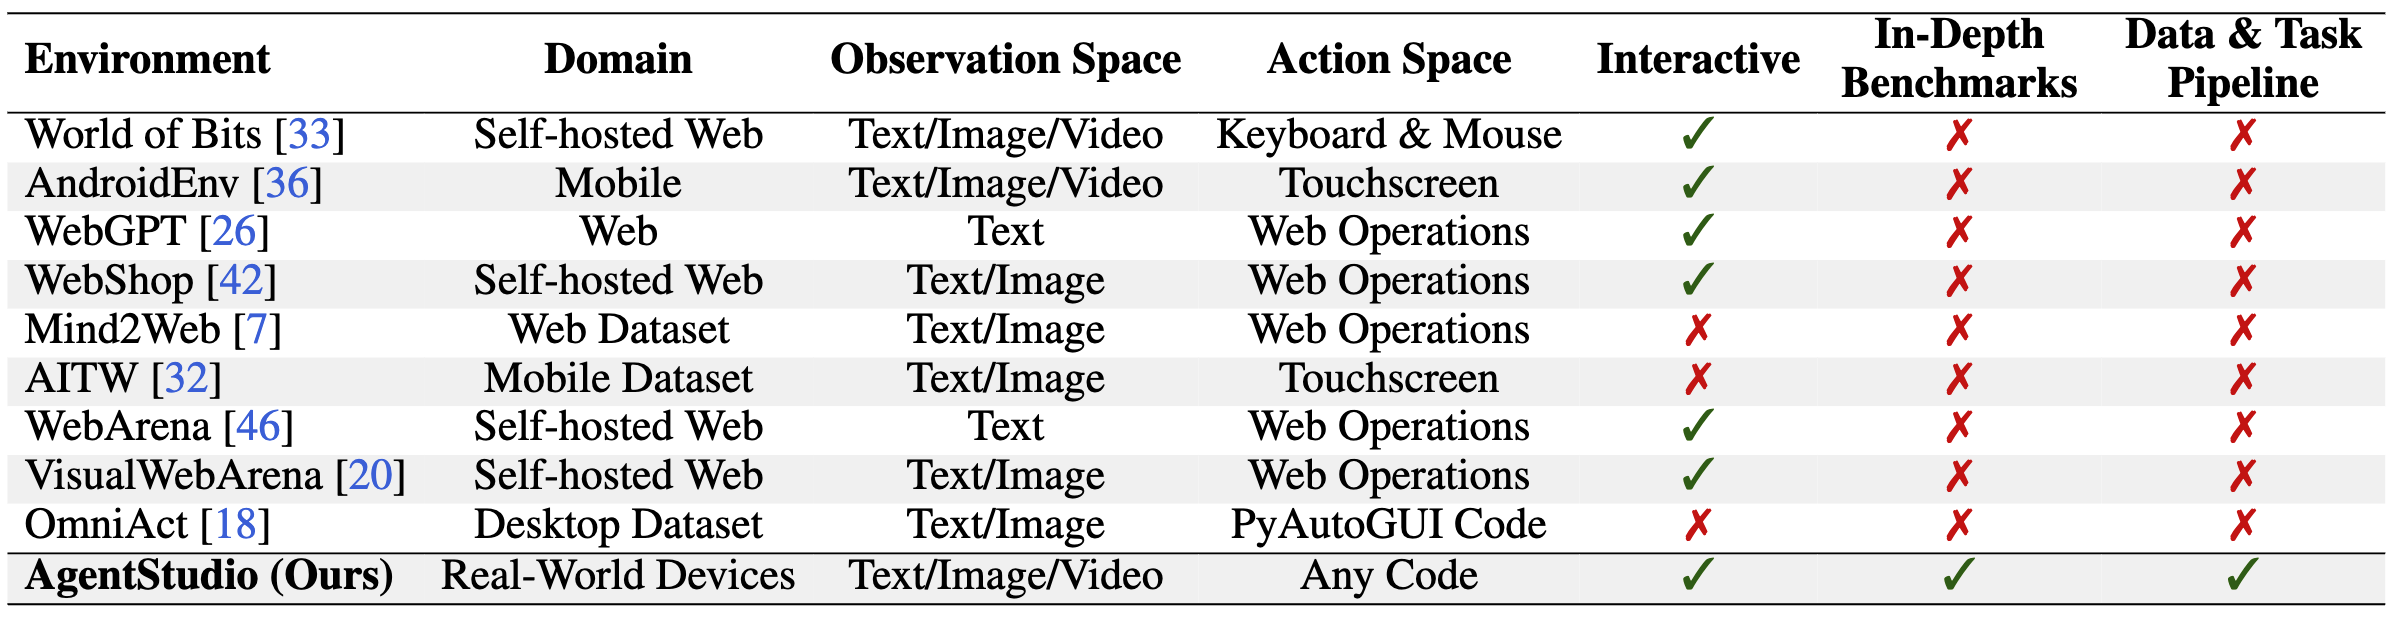 Environment Domain Observation Space Action Space Interactive In-Depth Benchmarks Data & Task Pipeline
World of Bits [33] Self-hosted Web Text/Image/Video Keyboard & Mouse ✓ ✗ ✗
AndroidEnv [36] Mobile Text/Image/Video Touchscreen ✓ ✗ ✗
WebGPT [26] Web Text Web Operations ✓ ✗ ✗
WebShop [42] Self-hosted Web Text/Image Web Operations ✓ ✗ ✗
Mind2Web [7] Web Dataset Text/Image Web Operations ✗ ✗ ✗
AITW [32] Mobile Dataset Text/Image Touchscreen ✗ ✗ ✗
WebArena [46] Self-hosted Web Text Web Operations ✓ ✗ ✗
VisualWebArena [20] Self-hosted Web Text/Image Web Operations ✓ ✗ ✗
OmniAct [18] Desktop Dataset Text/Image PyAutoGUI Code ✗ ✗ ✗
AgentStudio (Ours) Real-World Devices Text/Image/Video Any Code ✓ ✓ ✓